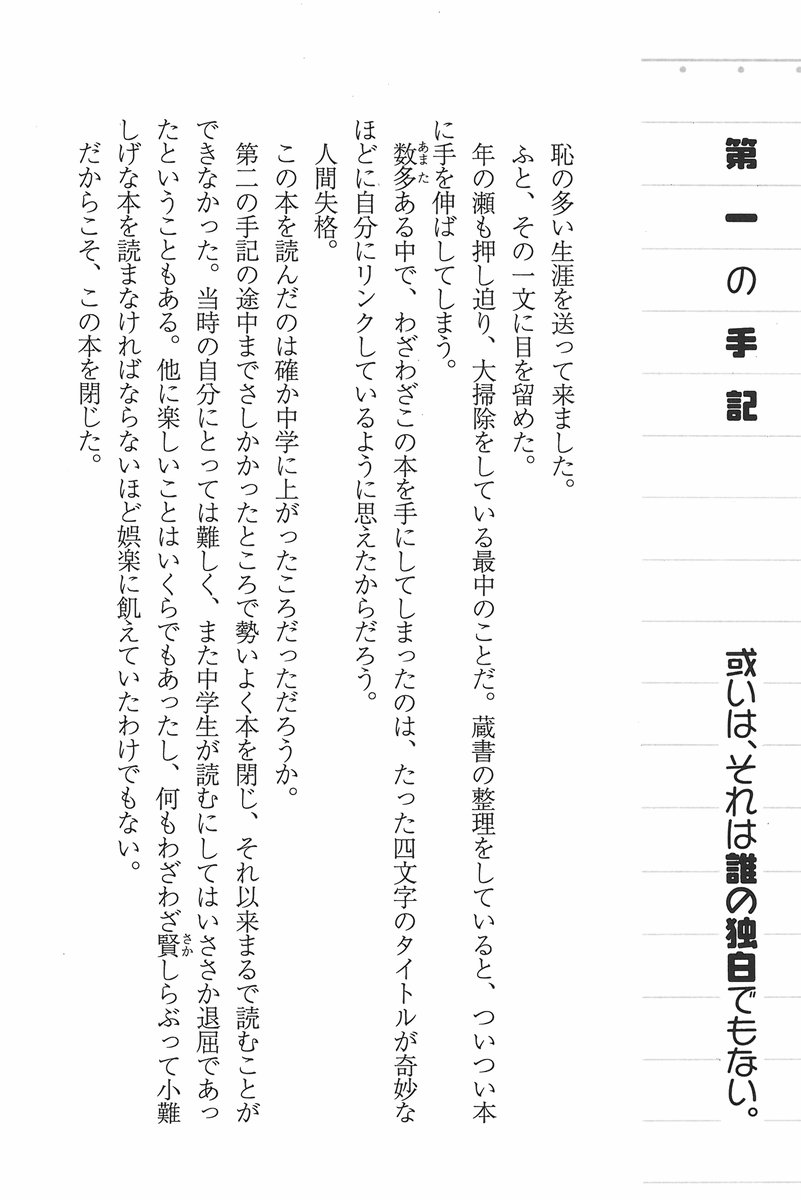 第一の手記　或いは、それは誰の独白でもない。
恥の多い生涯を送って来ました。
ふと、その一文に目を留めた。
年の瀬も押し迫り、大掃除をしている最中のことだ。蔵書の整理をしていると、ついつい本
に手を伸ばしてしまう。
数多ある中で、わざわざこの本を手にしてしまったのは、たった四文字のタイトルが奇妙な
あまた
ほどに自分にリンクしているように思えたからだろう。
人間失格。
この本を読んだのは確か中学に上がったころだっただろうか。
第二の手記の途中までさしかかったところで勢いよく本を閉じ、それ以来まるで読むことが
できなかった。当時の自分にとっては難しく、また中学生が読むにしてはいささか退屈であっ
たということもある。他に楽しいことはいくらでもあったし、何もわざわざ賢しらぶって小難
さか
しげな本を読まなければならないほど娯楽に飢えていたわけでもない。
だからこそ、この本を閉じた。